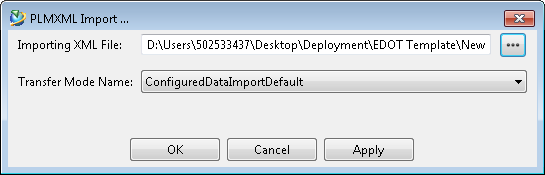 PLMXML Import ...
Importing XML File: D:\Users\502533437\Desktop\Deployment\EDOT Template\New
Transfer Mode Name: ConfiguredDataImportDefault
OK Cancel Apply